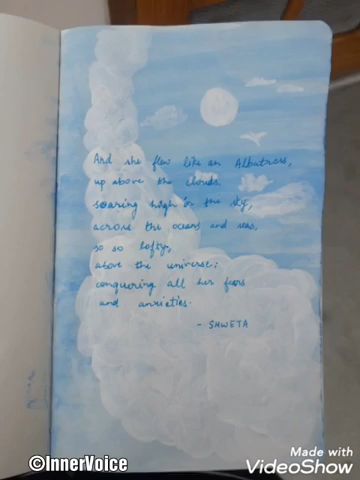 And she flew like an Albatross,
up above the clouds.
soaring high in the sky,
across the oceans and seas,
so so lofty,
above the universe;
conquering all her fears
and anxieties.
- SHWETA
©InnerVoice
Made with
VideoShow